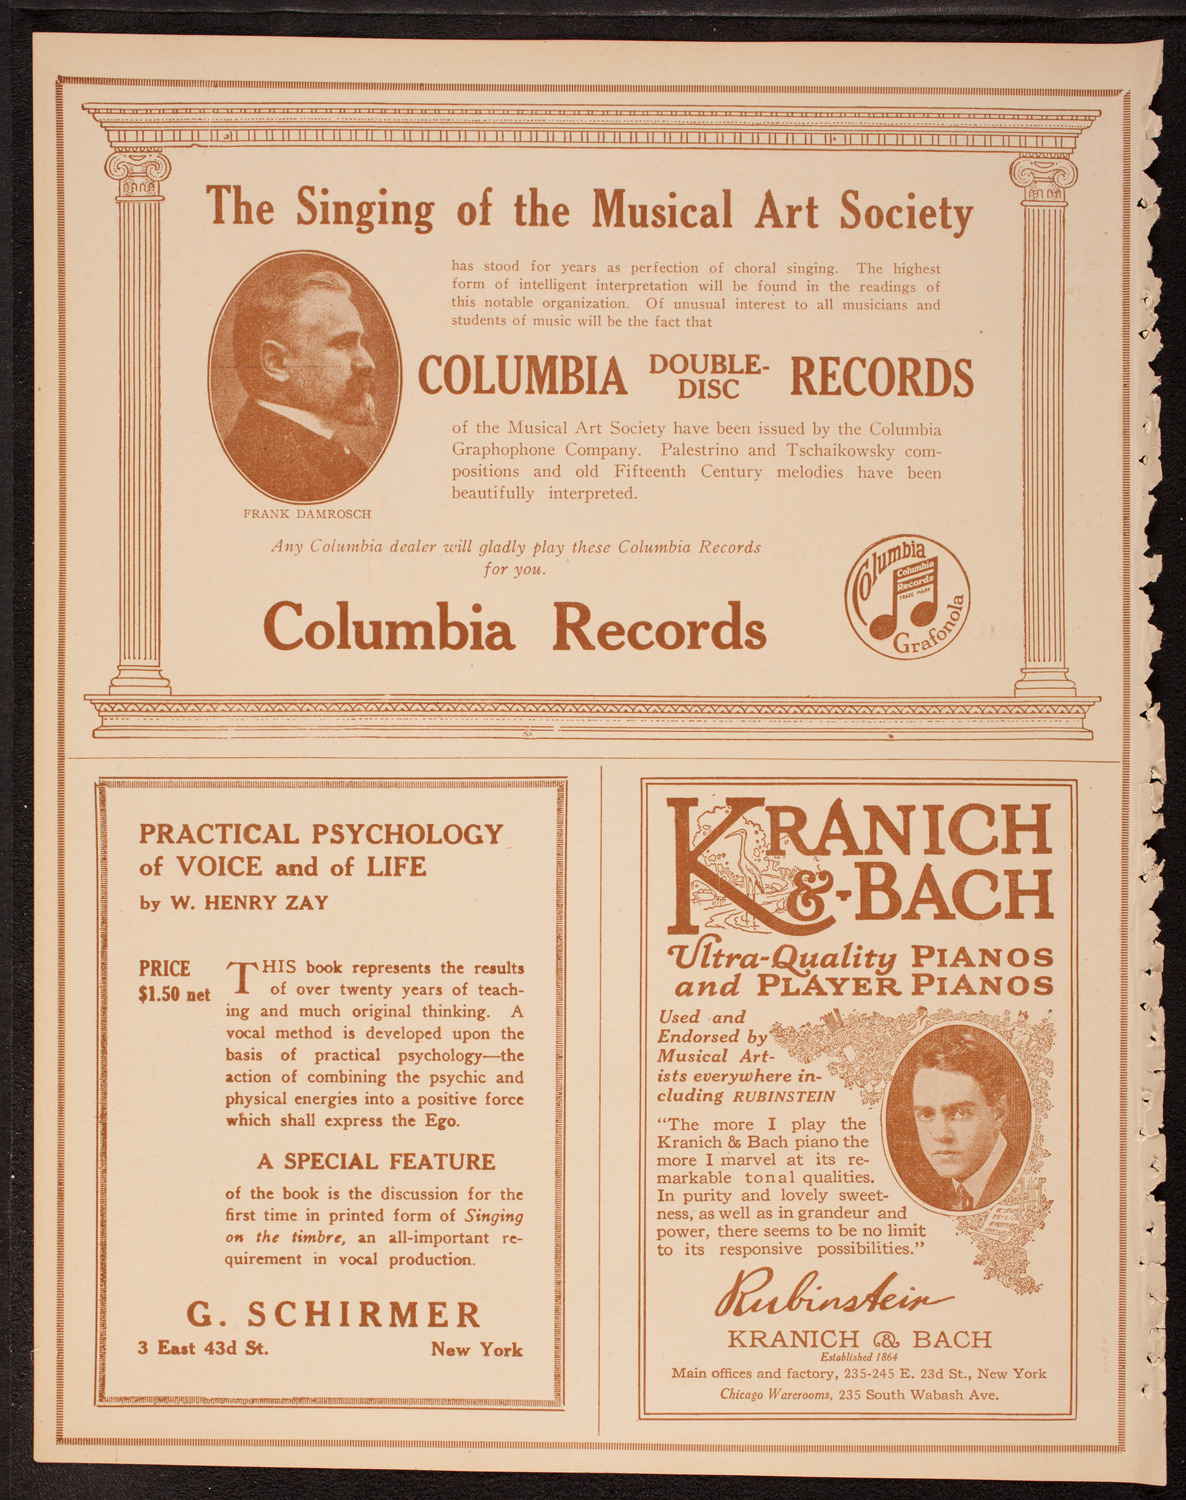 The Singing of the Musical Art Society
has stood for years as perfection of choral singing. The highest
form of intelligent interpretation will be found in the readings of
this notable organization. Of unusual interest to all musicians and
students of music will be the fact that
COLUMBIA DOUBLE-DISC RECORDS
of the Musical Art Society have been issued by the Columbia
Graphophone Company. Palestrino and Tschaikowsky com-
positions and old Fifteenth Century melodies have been
beautifully interpreted.
FRANK DAMROSCH
Any Columbia dealer will gladly play these Columbia Records
for you.
Columbia Records
Columbia
Columbia
Records
TRADE MARK
Grafonola
PRACTICAL PSYCHOLOGY
of VOICE and of LIFE
by W. HENRY ZAY
PRICE
$1.50 net
THIS book represents the results
of over twenty years of teach-
ing and much original thinking. A
vocal method is developed upon the
basis of practical psychology—the
action of combining the psychic and
physical energies into a positive force
which shall express the Ego.
A SPECIAL FEATURE
of the book is the discussion for the
first time in printed form of Singing
on the timbre, an all-important re-
quirement in vocal production.
G. SCHIRMER
3 East 43d St. New York
KRANICH
&-BACH
Ultra-Quality PIANOS
and PLAYER PIANOS
Used and
Endorsed by
Musical Art-
ists everywhere in-
cluding RUBINSTEIN
"The more I play the
Kranich & Bach piano the
more I marvel at its re-
markable tonal qualities.
In purity and lovely sweet-
ness, as well as in grandeur and
power, there seems to be no limit
to its responsive possibilities."
Rubinstein
KRANICH & BACH
Established 1864
Main offices and factory, 235-245 E. 23d St., New York
Chicago Warerooms, 235 South Wabash Ave.